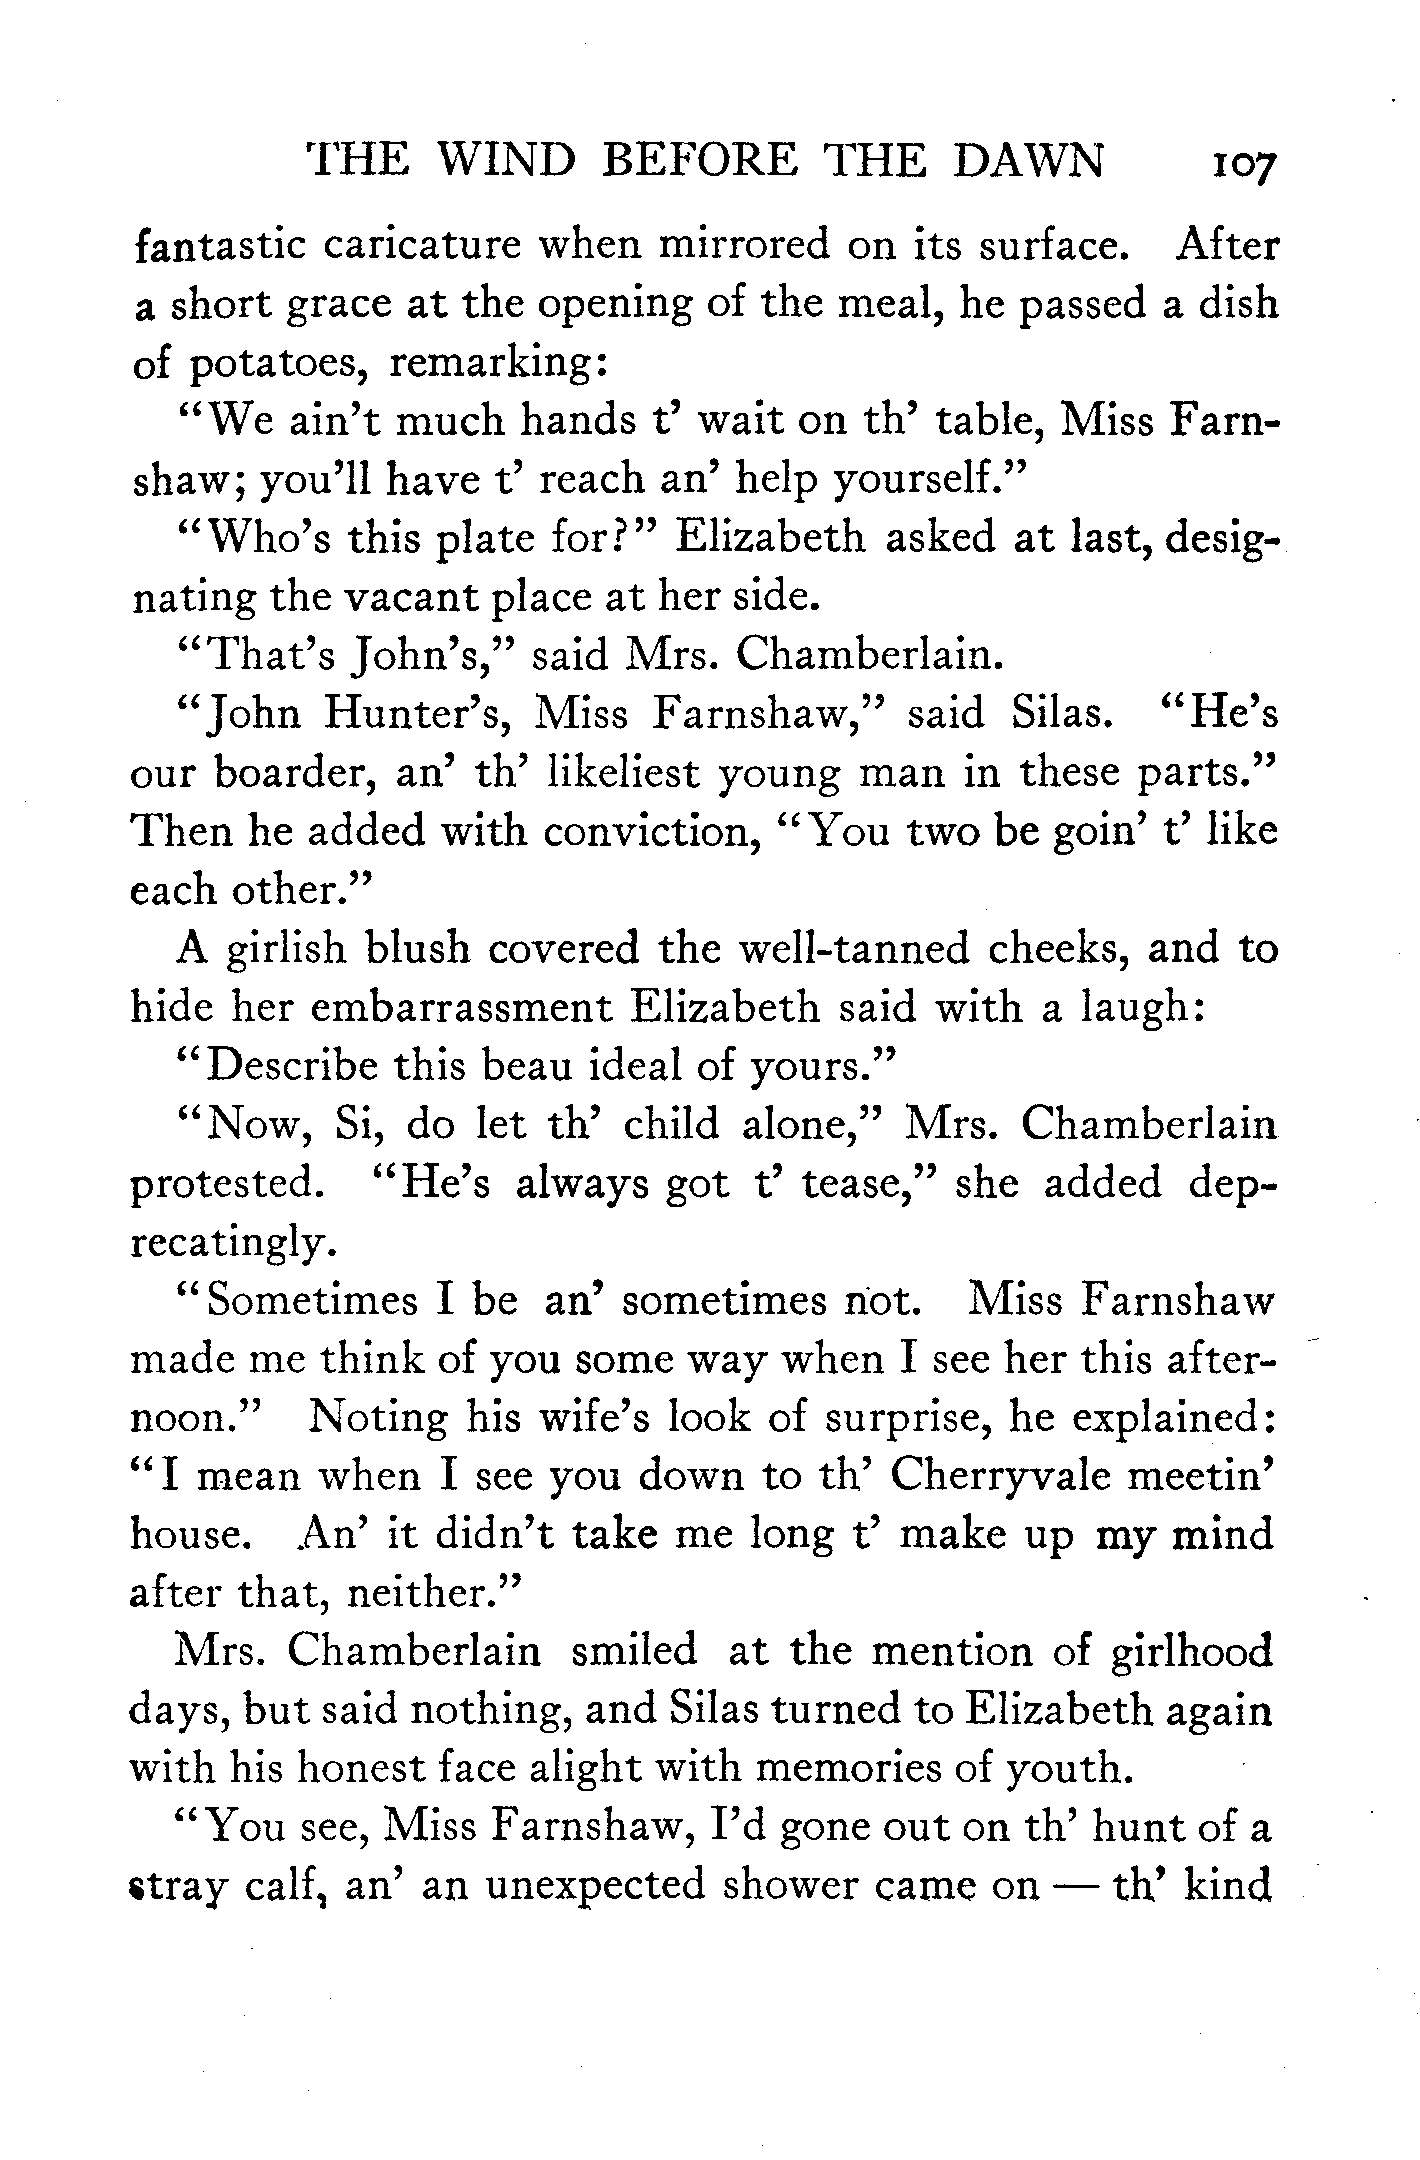 THE WIND BEFORE THE DAWN 107
fantastic caricature when mirrored on its surface. After
a short grace at the opening of the meal, he passed a dish
of potatoes, remarking:
“We ain’t much hands t’ wait on th’ table, Miss Farn-
shaw; you’ll have t’ reach an’ help yourself.”
“Who’s this plate for?” Elizabeth asked at last, desig-
nating the vacant place at her side.
“That’s John’s,” said Mrs. Chamberlain.
“John Hunter’s, Miss Farnshaw,” said Silas. “He’s
our boarder, an’ th’ likeliest young man in these parts.”
Then he added with conviction, “You two be goin’ t’ like
each other.”
A girlish blush covered the well-tanned cheeks, and to
hide her embarrassment Elizabeth said with a laugh:
“Describe this beau ideal of yours.”
“Now, Si, do let th’ child alone,” Mrs. Chamberlain
protested. “He’s always got t’ tease,” she added dep-
recatingly.
“Sometimes I be an’ sometimes not. Miss Farnshaw
made me think of you some way when I see her this after-
noon.” Noting his wife’s look of surprise, he explained:
“I mean when I see you down to th’ Cherryvale meetin’
house. An’ it didn’t take me long t’ make up my mind
after that, neither.”
Mrs. Chamberlain smiled at the mention of girlhood
days, but said nothing, and Silas turned to Elizabeth again
with his honest face alight with memories of youth.
“You see, Miss Farnshaw, I’d gone out on th’ hunt of a
stray calf, an’ an unexpected shower came on — th’ kind